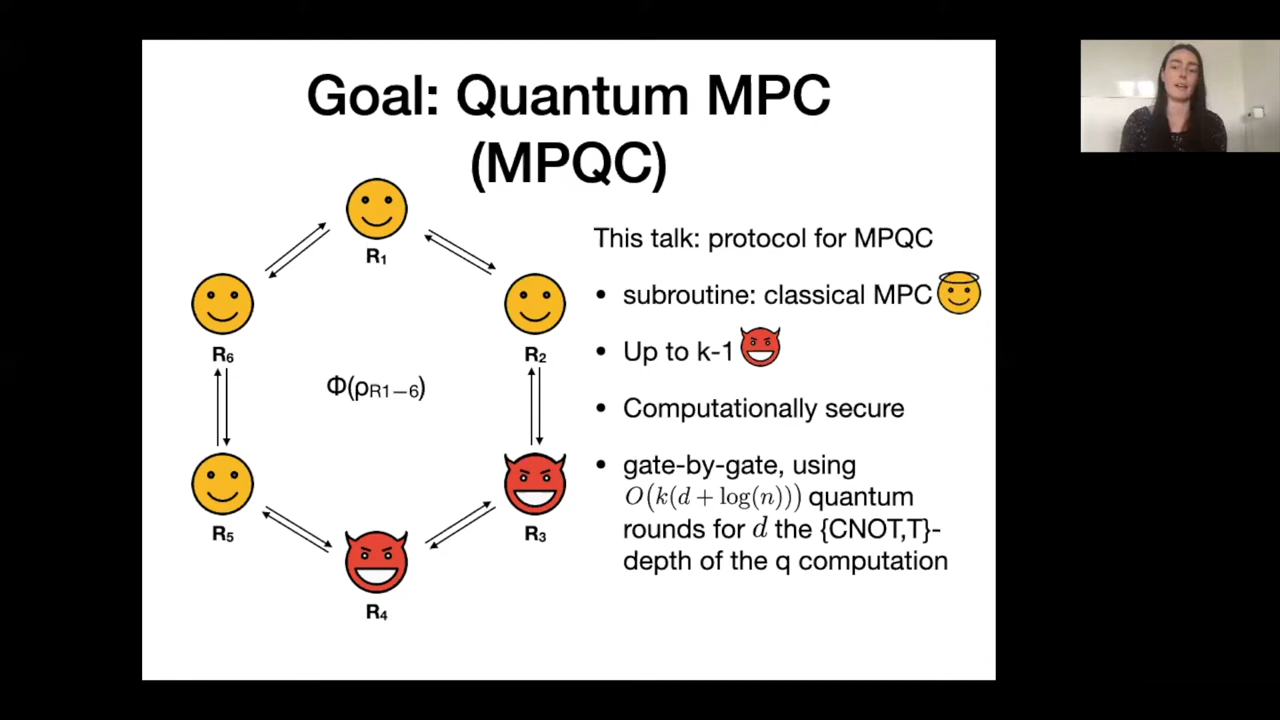 Goal: Quantum MPC
(MPQC)
R1
R2
R3
R4
R5
R6
Φ(ρR1—6)
This talk: protocol for MPQC
• subroutine: classical MPC
• Up to k-1
• Computationally secure
• gate-by-gate, using
O(k(d + log(n))) quantum
rounds for d the {CNOT,T}-
depth of the q computation